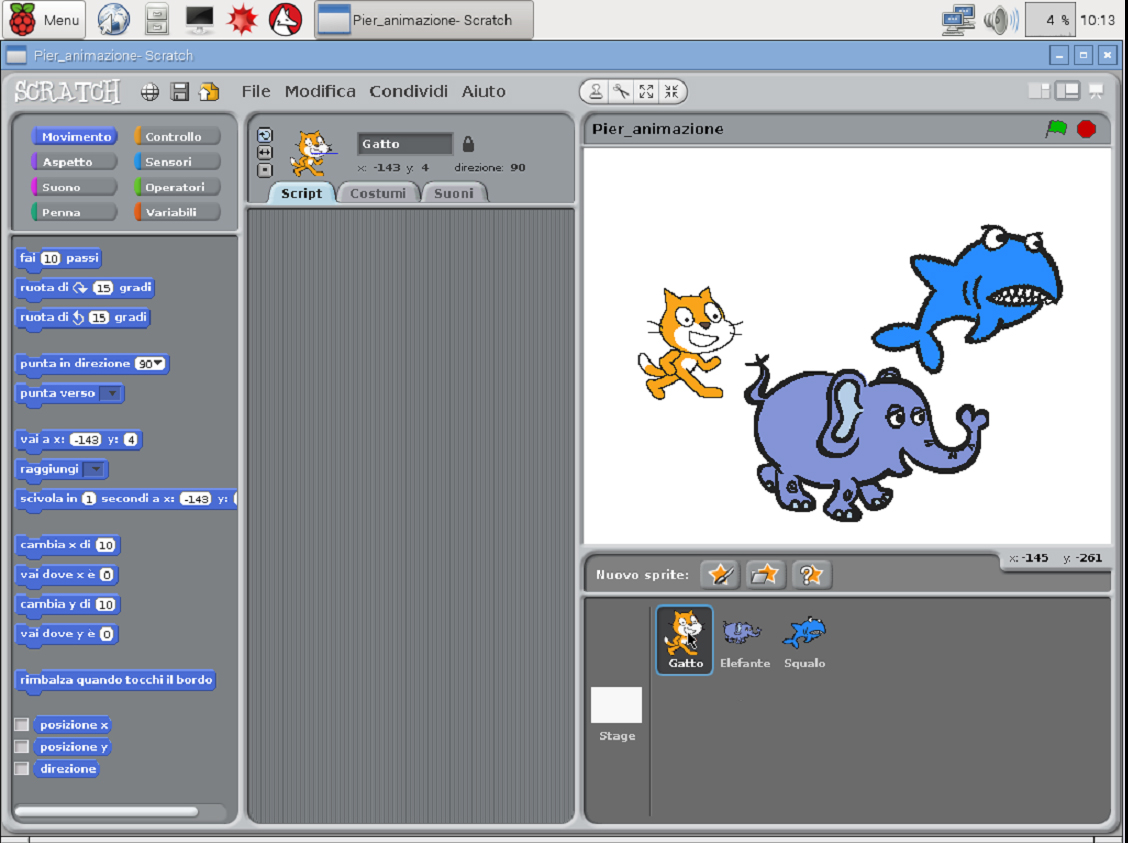 Menu
Pier_animazione- Scratch
4 %
10:13
Pier_animazione- Scratch
SCRATCH
File Modifica Condividi Aiuto
Movimento Controllo
Aspetto Sensori
Suono Operatori
Penna Variabili
Gatto
x: -143 y: 4 direzione: 90
Script Costumi Suoni
Pier_animazione
fai 10 passi
ruota di 15 gradi
ruota di 15 gradi
punta in direzione 90
punta verso
vai a x: -143 y: 4
raggiungi
scivola in 1 secondi a x: -143 y:
cambia x di 10
vai dove x è 0
cambia y di 10
vai dove y è 0
rimbalza quando tocchi il bordo
posizione x
posizione y
direzione
x: -145 y: -261
Nuovo sprite:
Gatto Elefante Squalo
Stage